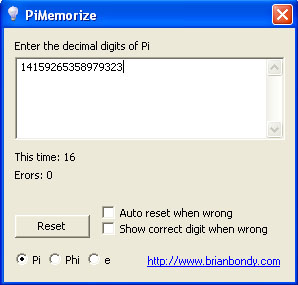 PiMemorize
Enter the decimal digits of Pi
14159265358979323
This time: 16
Errors: 0
Auto reset when wrong
Reset
Show correct digit when wrong
Pi Phi e http://www.brianbondy.com